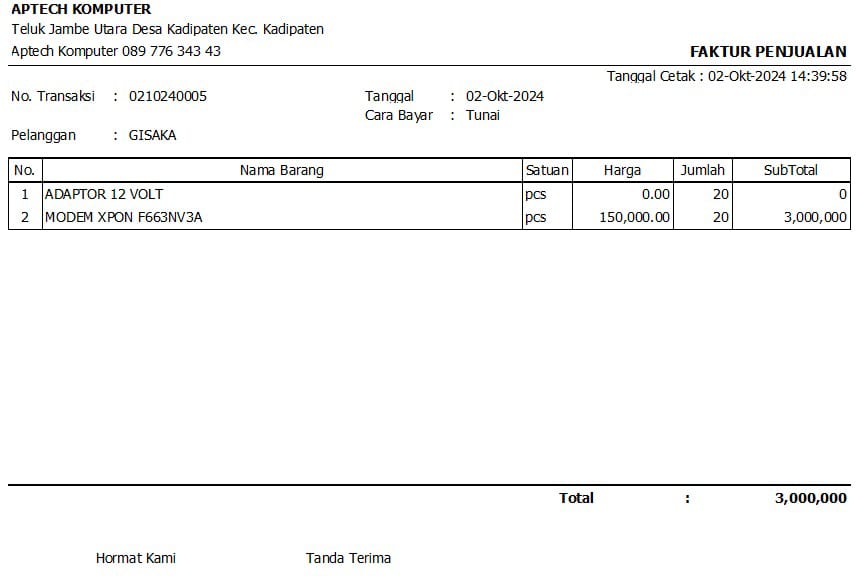 APTECH KOMPUTER
Teluk Jambe Utara Desa Kadipaten Kec. Kadipaten
Aptech Komputer 089 776 343 43
FAKTUR PENJUALAN
Tanggal Cetak : 02-Okt-2024 14:39:58
No. Transaksi : 0210240005 Tanggal : 02-Okt-2024
Cara Bayar : Tunai
Pelanggan : GISAKA
No. Nama Barang Satuan Harga Jumlah SubTotal
1 ADAPTOR 12 VOLT pcs 0.00 20 0
2 MODEM XPON F663NV3A pcs 150,000.00 20 3,000,000
Total : 3,000,000
Hormat Kami Tanda Terima